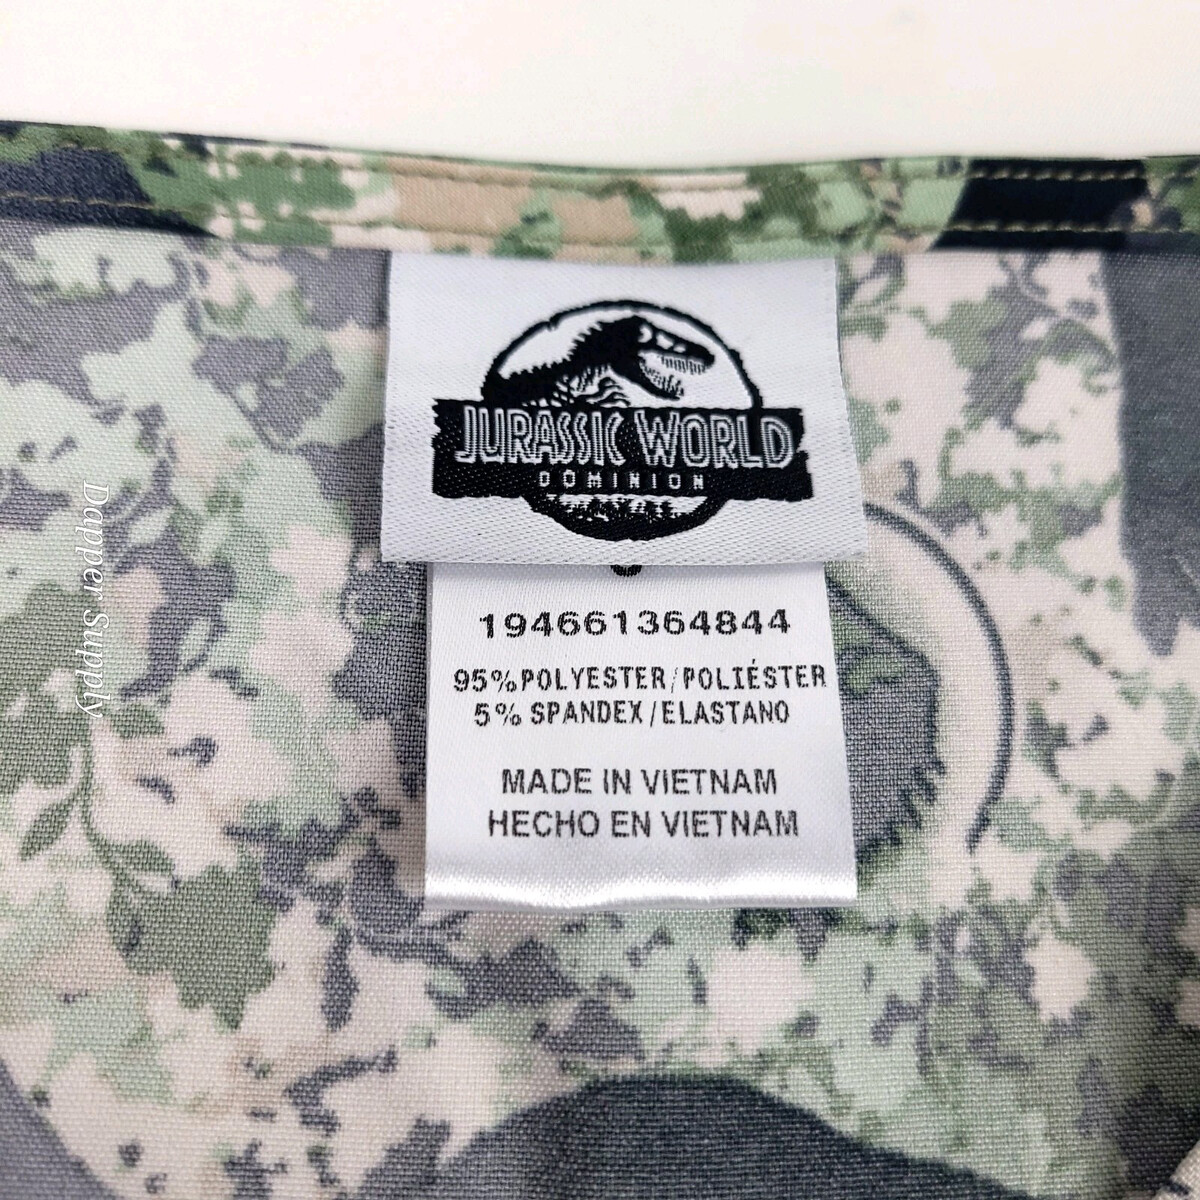 JURASSIC WORLD
DOMINION
194661364844
95% POLYESTER/POLIÉSTER
5% SPANDEX/ELASTANO
MADE IN VIETNAM
HECHO EN VIETNAM
Dapper Supply